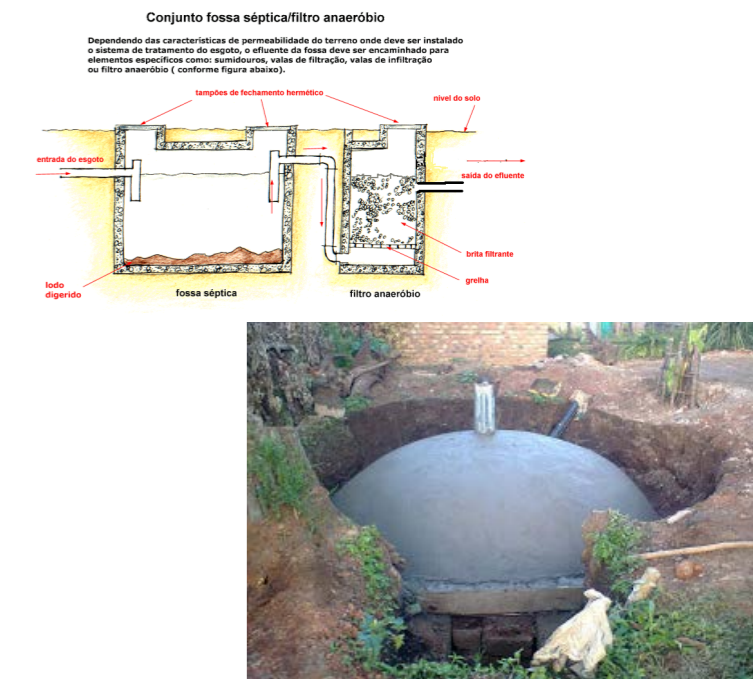 Conjunto fossa séptica/filtro anaeróbio
Dependendo das características de permeabilidade do terreno onde deve ser instalado
o sistema de tratamento do esgoto, o efluente da fossa deve ser encaminhado para
elementos específicos como: sumidouros, valas de filtração, valas de infiltração
ou filtro anaeróbio ( conforme figura abaixo).
tampões de fechamento hermético
nível do solo
entrada do esgoto
saída do efluente
brita filtrante
grelha
lodo
digerido
fossa séptica
filtro anaeróbio